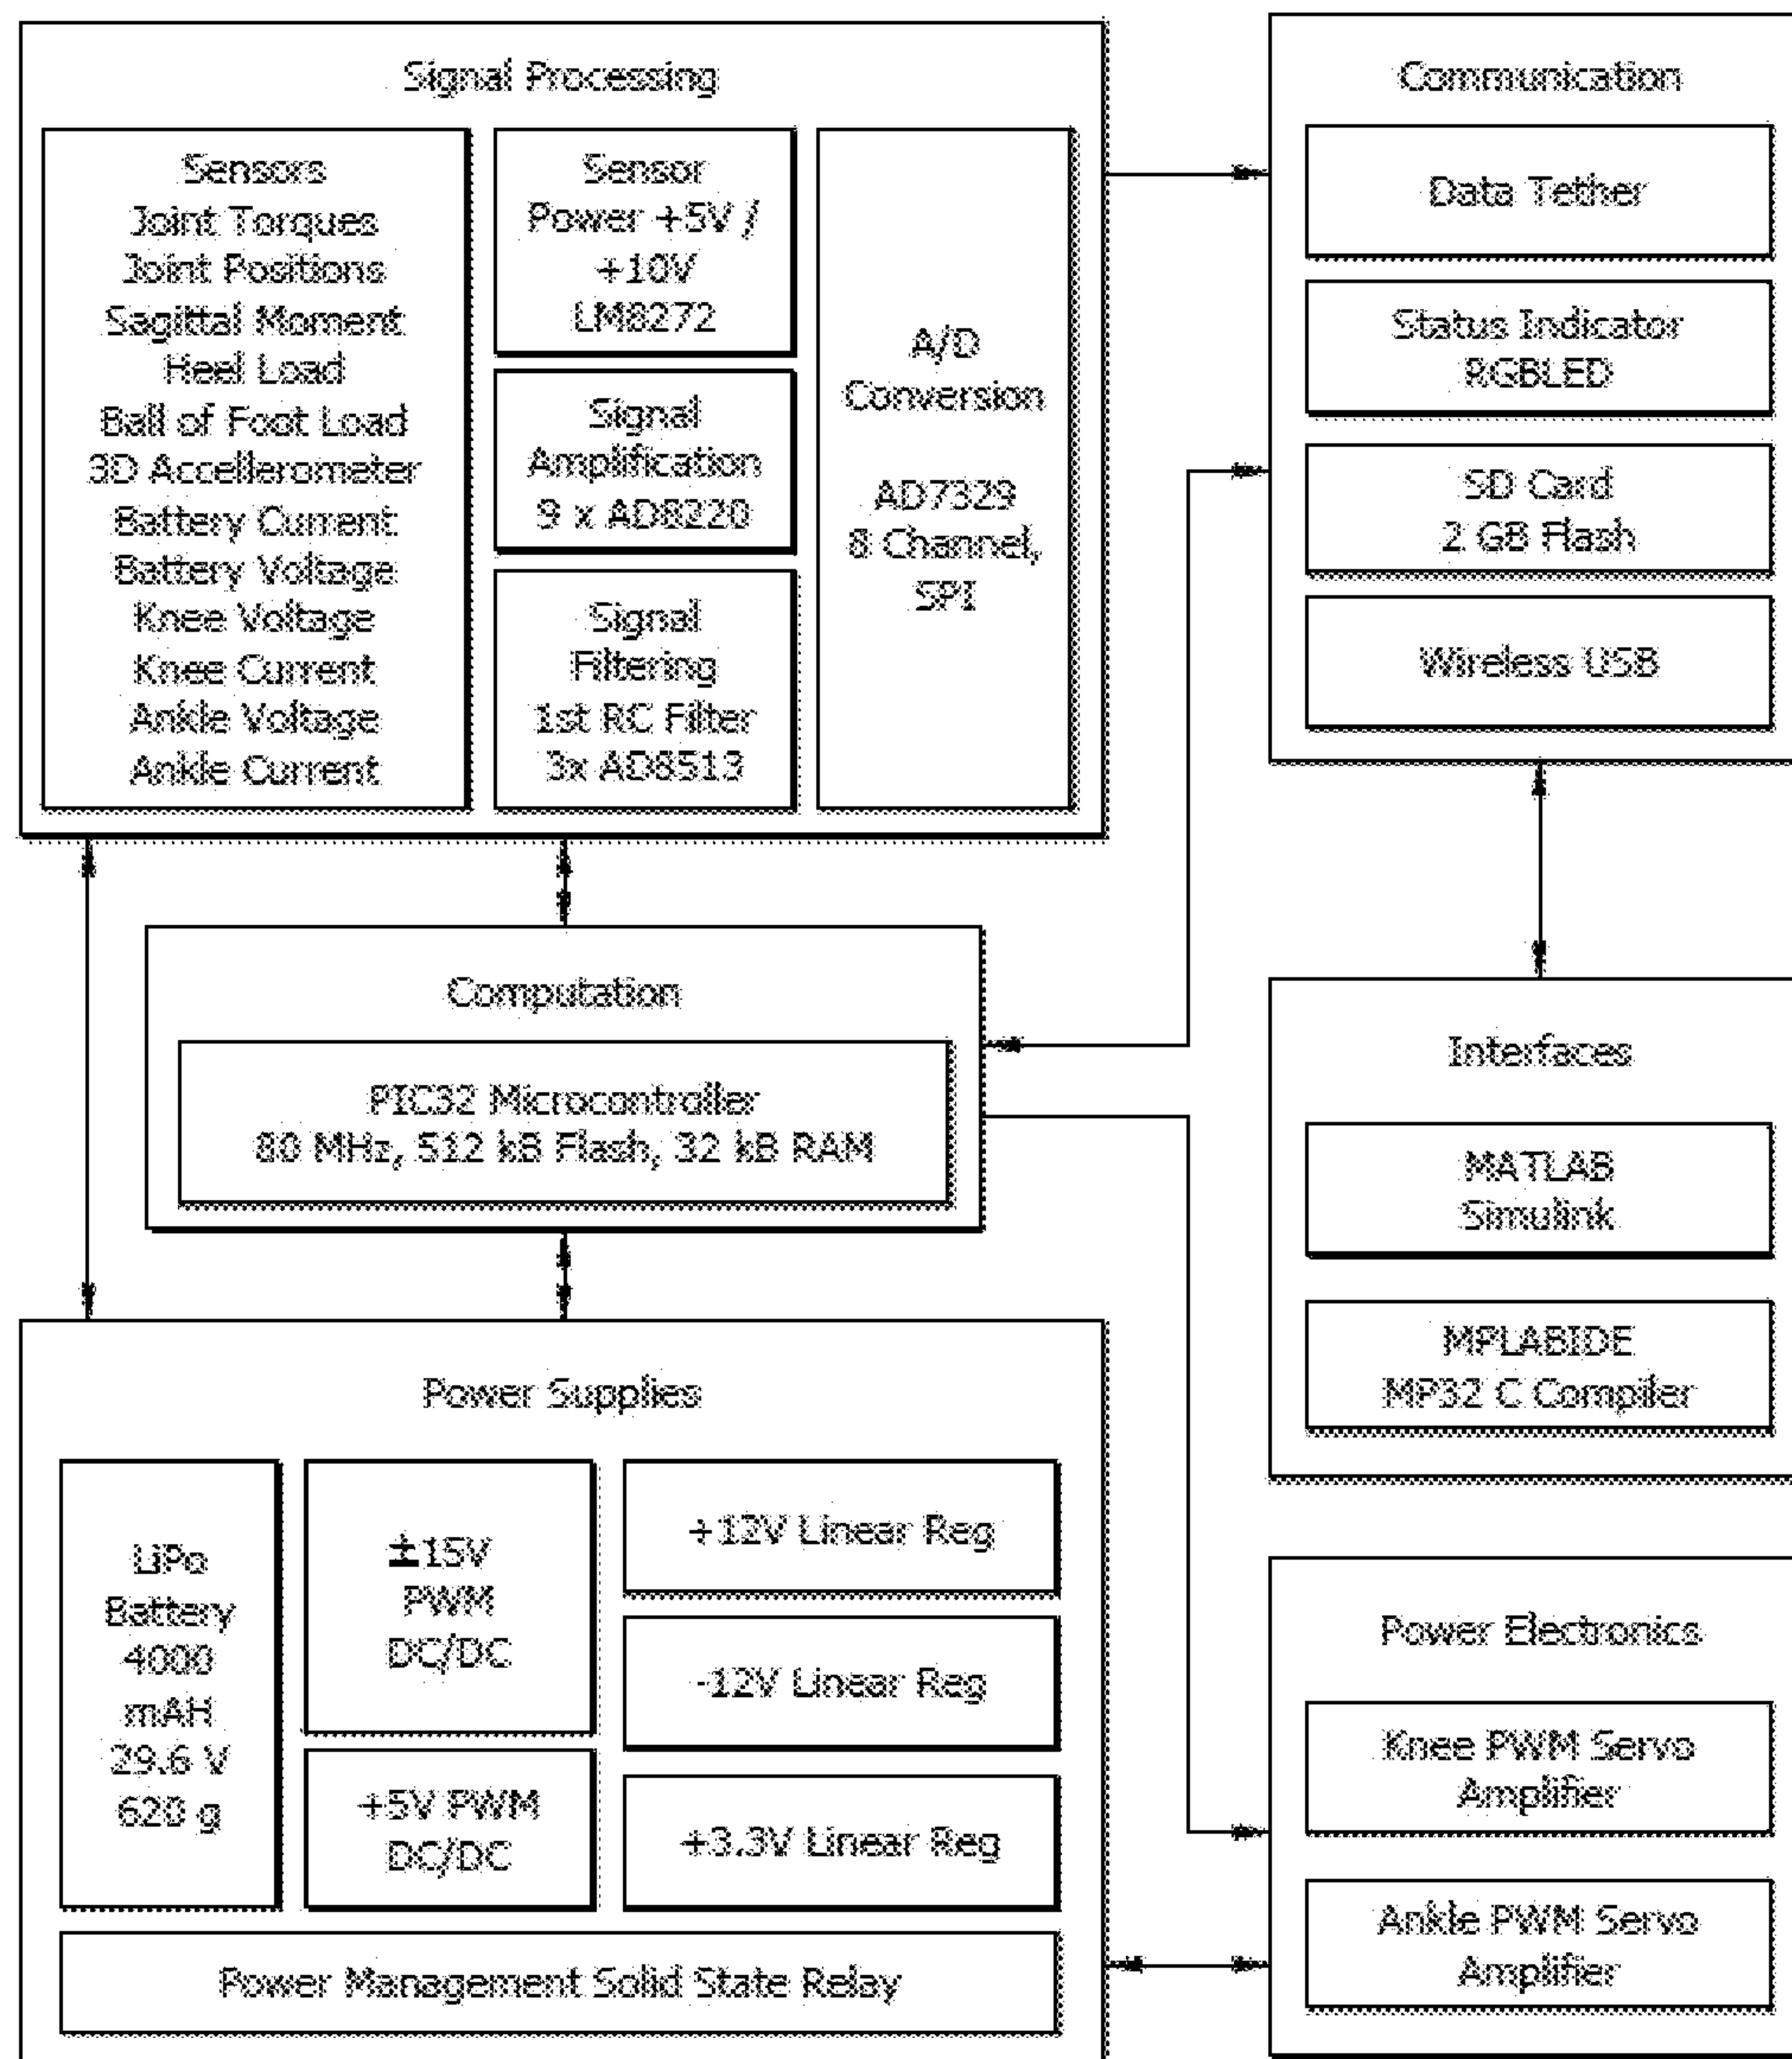 Signal Processing
Sensors
Joint Torques
Joint Positions
Sagittal Moment
Heel Load
Ball of Foot Load
3D Accellerometer
Battery Current
Battery Voltage
Knee Voltage
Knee Current
Ankle Voltage
Ankle Current
Sensor
Power +5V /
+10V
LM8272
Signal
Amplification
9 x AD8220
Signal
Filtering
1st RC Filter
3x AD8513
A/D
Conversion
AD7329
8 Channel,
SPI
Communication
Data Tether
Status Indicator
RGBLED
SD Card
2 GB Flash
Wireless USB
Computation
PIC32 Microcontroller
80 MHz, 512 kB Flash, 32 kB RAM
Interfaces
MATLAB
Simulink
MPLABIDE
MP32 C Compiler
Power Supplies
LiPo
Battery
4000
mAH
29.6 V
620 g
±15V
PWM
DC/DC
+5V PWM
DC/DC
+12V Linear Reg
-12V Linear Reg
+3.3V Linear Reg
Power Management Solid State Relay
Power Electronics
Knee PWM Servo
Amplifier
Ankle PWM Servo
Amplifier